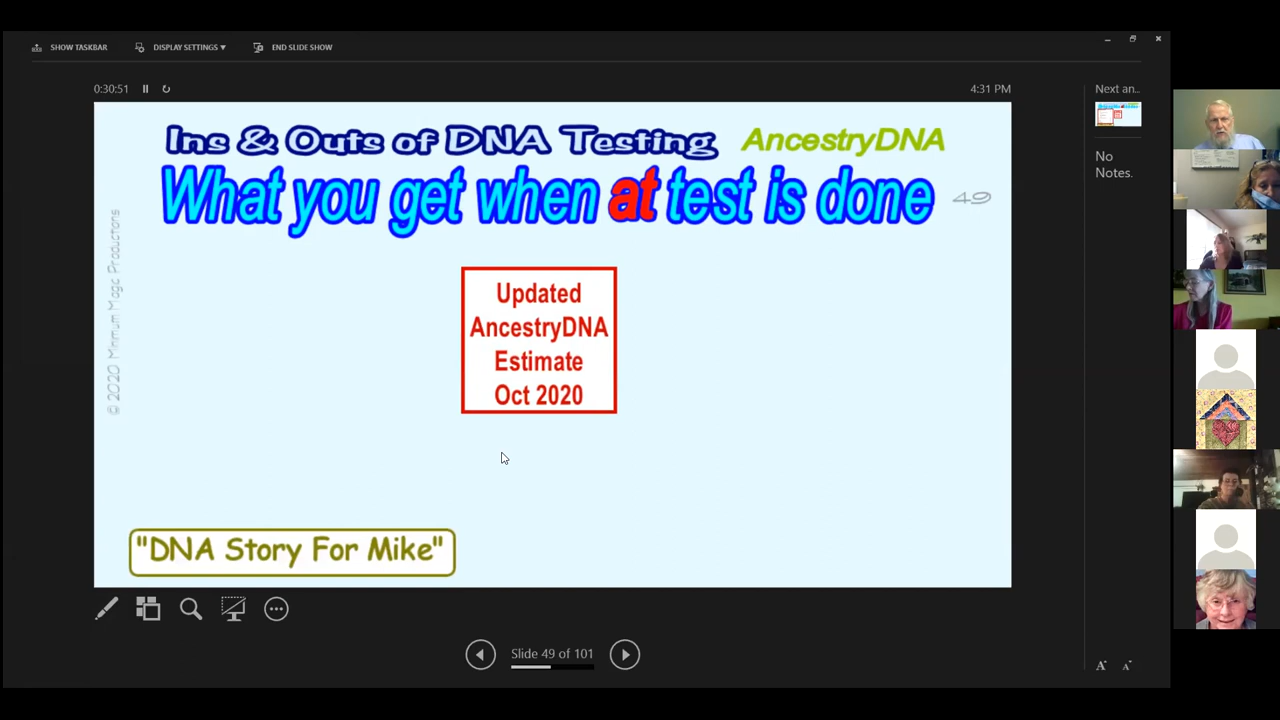 SHOW TASKBAR DISPLAY SETTINGS ▾ END SLIDE SHOW
0:30:51 4:31 PM
Next an..
Ins & Outs of DNA Testing AncestryDNA
What you get when at test is done 49
© 2020 Minimum Magic Productions
No
Notes.
Updated
AncestryDNA
Estimate
Oct 2020
"DNA Story For Mike"
Slide 49 of 101
A A